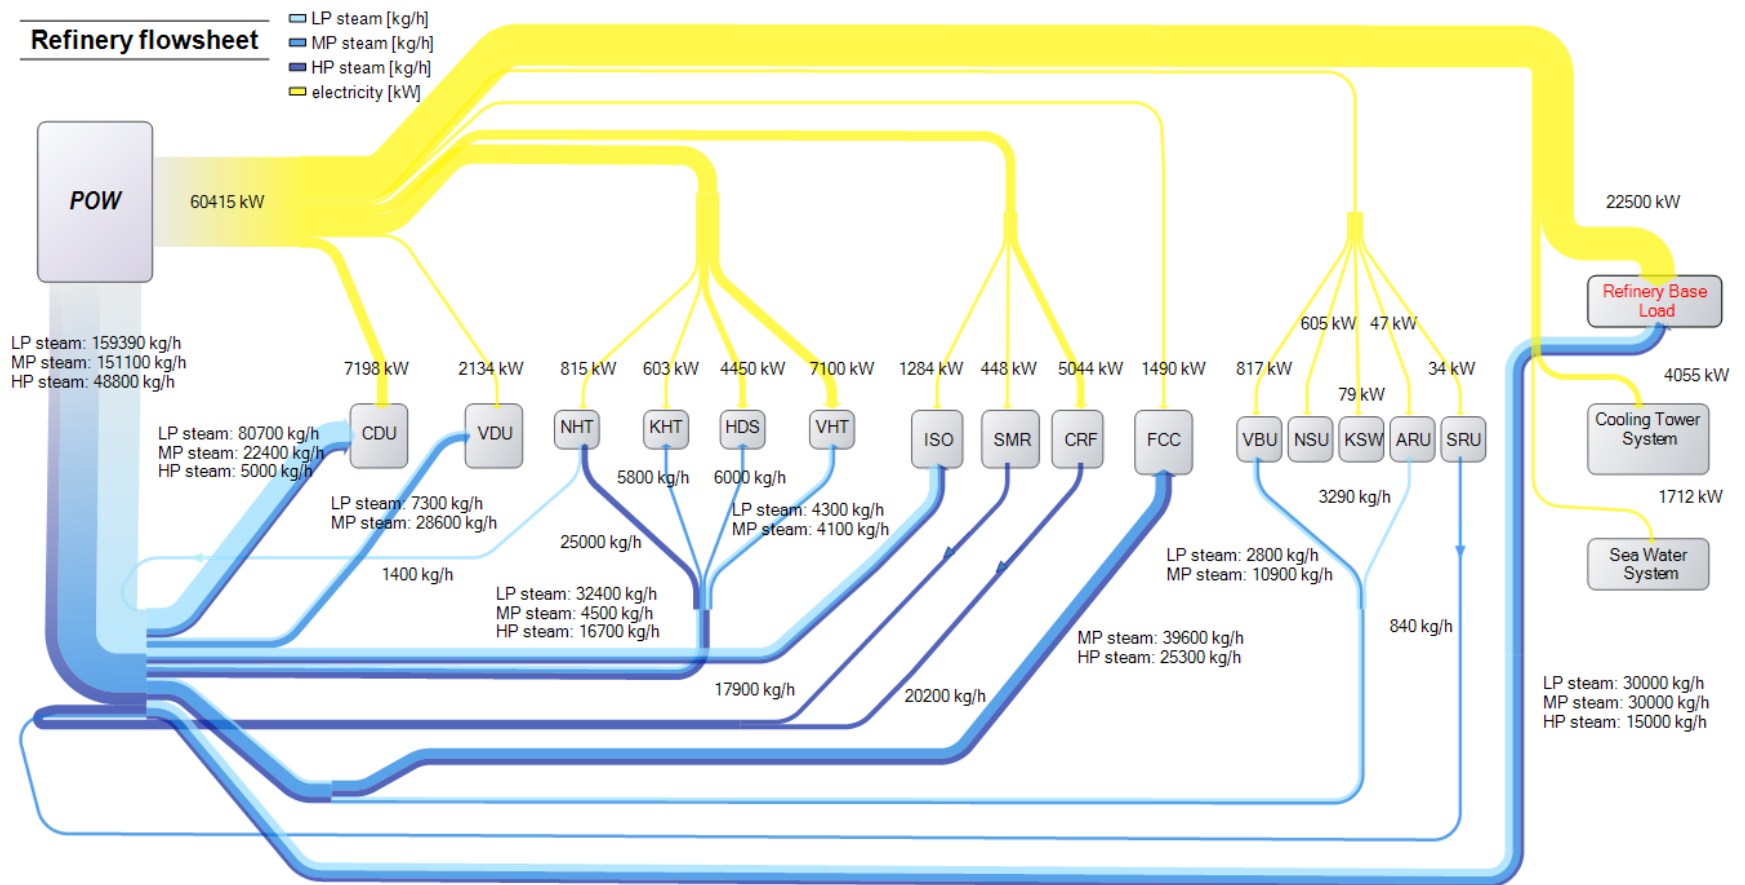 Refinery flowsheet
LP steam [kg/h]
MP steam [kg/h]
HP steam [kg/h]
electricity [kW]
POW
60415 kW
22500 kW
Refinery Base
Load
LP steam: 159390 kg/h
MP steam: 151100 kg/h
HP steam: 48800 kg/h
605 kW
47 kW
7198 kW
2134 kW
815 kW
603 kW
4450 kW
7100 kW
1284 kW
448 kW
5044 kW
1490 kW
817 kW
79 kW
34 kW
4055 kW
CDU
VDU
NHT
KHT
HDS
VHT
ISO
SMR
CRF
FCC
VBU
NSU
KSW
ARU
SRU
Cooling Tower
System
LP steam: 80700 kg/h
MP steam: 22400 kg/h
HP steam: 5000 kg/h
5800 kg/h
6000 kg/h
3290 kg/h
1712 kW
LP steam: 7300 kg/h
MP steam: 28600 kg/h
LP steam: 4300 kg/h
MP steam: 4100 kg/h
25000 kg/h
1400 kg/h
LP steam: 2800 kg/h
MP steam: 10900 kg/h
Sea Water
System
LP steam: 32400 kg/h
MP steam: 4500 kg/h
HP steam: 16700 kg/h
840 kg/h
MP steam: 39600 kg/h
HP steam: 25300 kg/h
17900 kg/h
20200 kg/h
LP steam: 30000 kg/h
MP steam: 30000 kg/h
HP steam: 15000 kg/h